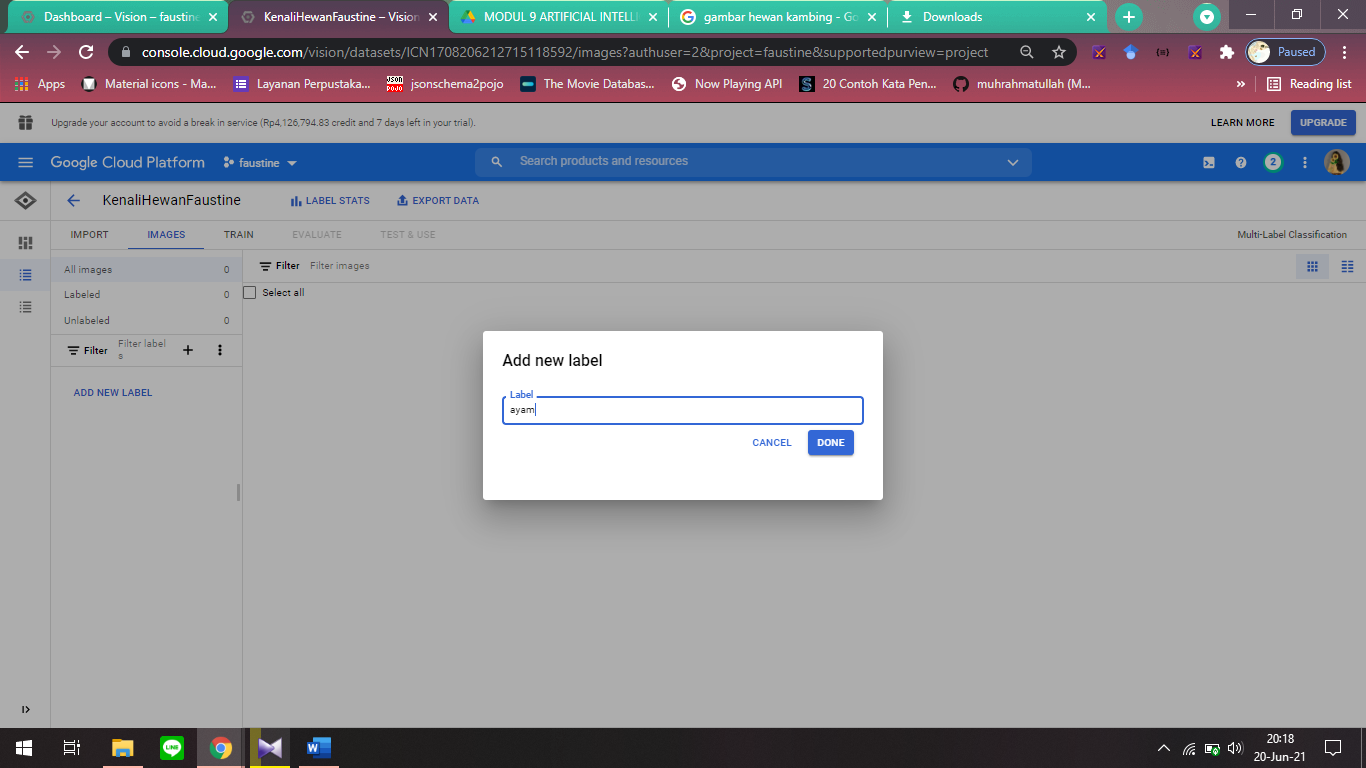 Dashboard – Vision – faustine
KenaliHewanFaustine – Vision
MODUL 9 ARTIFICIAL INTELLI
gambar hewan kambing - Go
Downloads
console.cloud.google.com/vision/datasets/ICN1708206212715118592/images?authuser=2&project=faustine&supportedpurview=project
Paused
Apps
Material icons - Ma...
Layanan Perpustaka...
JSON
POJO
jsonschema2pojo
The Movie Databas...
Now Playing API
20 Contoh Kata Pen...
muhrahmatullah (M...
»
Reading list
Upgrade your account to avoid a break in service (Rp4,126,794.83 credit and 7 days left in your trial).
LEARN MORE
UPGRADE
Google Cloud Platform
faustine
Search products and resources
2
KenaliHewanFaustine
LABEL STATS
EXPORT DATA
IMPORT
IMAGES
TRAIN
EVALUATE
TEST & USE
Multi-Label Classification
All images 0
Labeled 0
Unlabeled 0
Filter
Filter images
Select all
Filter
Filter label
s
ADD NEW LABEL
Add new label
Label
ayam
CANCEL
DONE
LINE
20:18
20-Jun-21